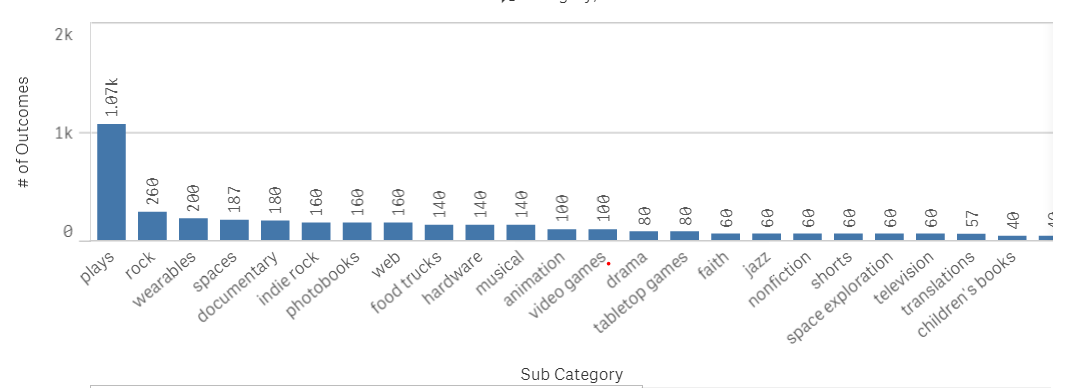 # of Outcomes
2k
1k
0
1.07k
260
200
187
180
160
160
160
140
140
140
100
100
80
80
60
60
60
60
60
60
57
40
plays
rock
wearables
spaces
documentary
indie rock
photobooks
web
food trucks
hardware
musical
animation
video games
drama
tabletop games
faith
jazz
nonfiction
shorts
space exploration
television
translations
children's books
Sub Category